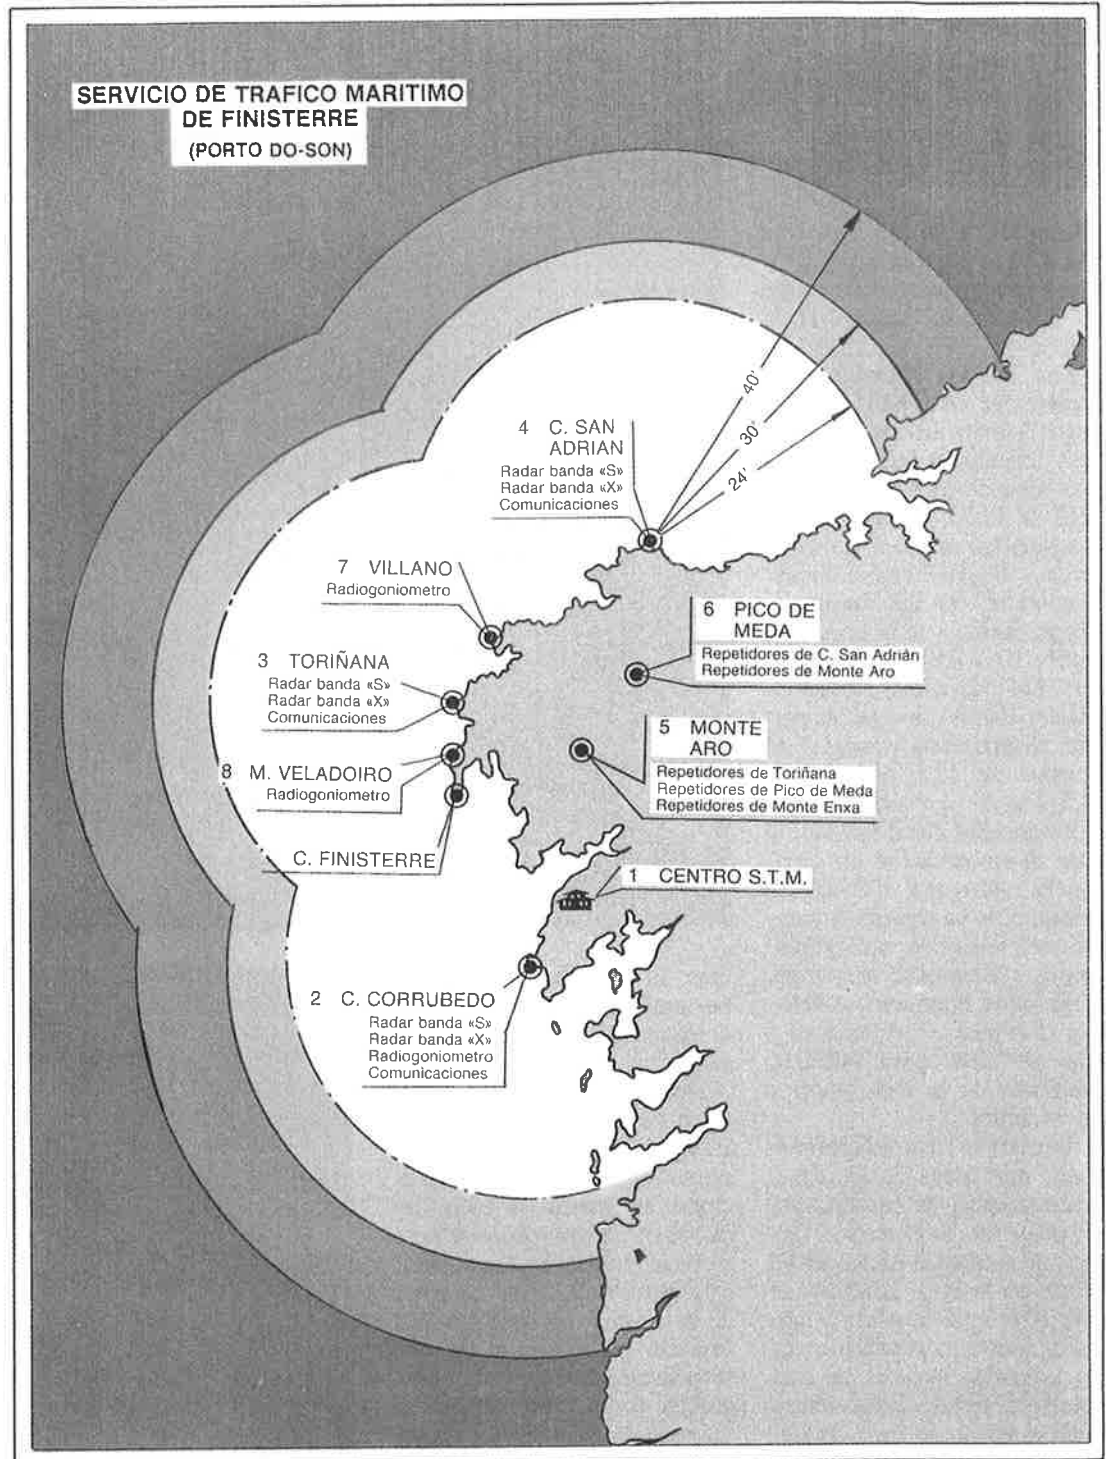 SERVICIO DE TRAFICO MARITIMO
DE FINISTERRE
(PORTO DO-SON)
40'
30'
24'
4 C. SAN
ADRIAN
Radar banda «S»
Radar banda «X»
Comunicaciones
7 VILLANO
Radiogoniometro
6 PICO DE
MEDA
Repetidores de C. San Adrián
Repetidores de Monte Aro
3 TORIÑANA
Radar banda «S»
Radar banda «X»
Comunicaciones
5 MONTE
ARO
Repetidores de Toriñana
Repetidores de Pico de Meda
Repetidores de Monte Enxa
8 M. VELADOIRO
Radiogoniometro
C. FINISTERRE
1 CENTRO S.T.M.
2 C. CORRUBEDO
Radar banda «S»
Radar banda «X»
Radiogoniometro
Comunicaciones